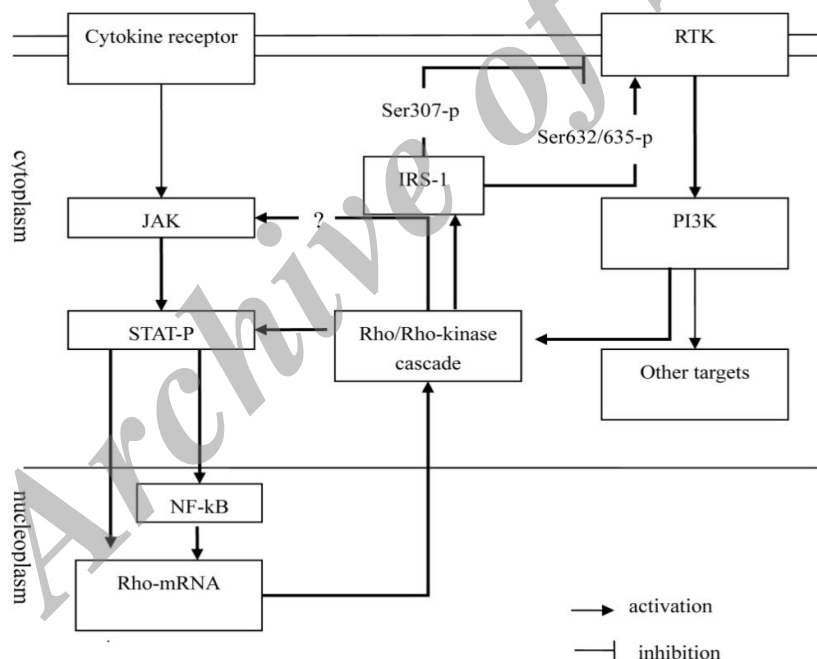 Cytokine receptor
RTK
Ser307-p
Ser632/635-p
cytoplasm
IRS-1
JAK
?
PI3K
STAT-P
Rho/Rho-kinase
cascade
Other targets
nucleoplasm
NF-kB
Rho-mRNA
activation
inhibition
Archive of